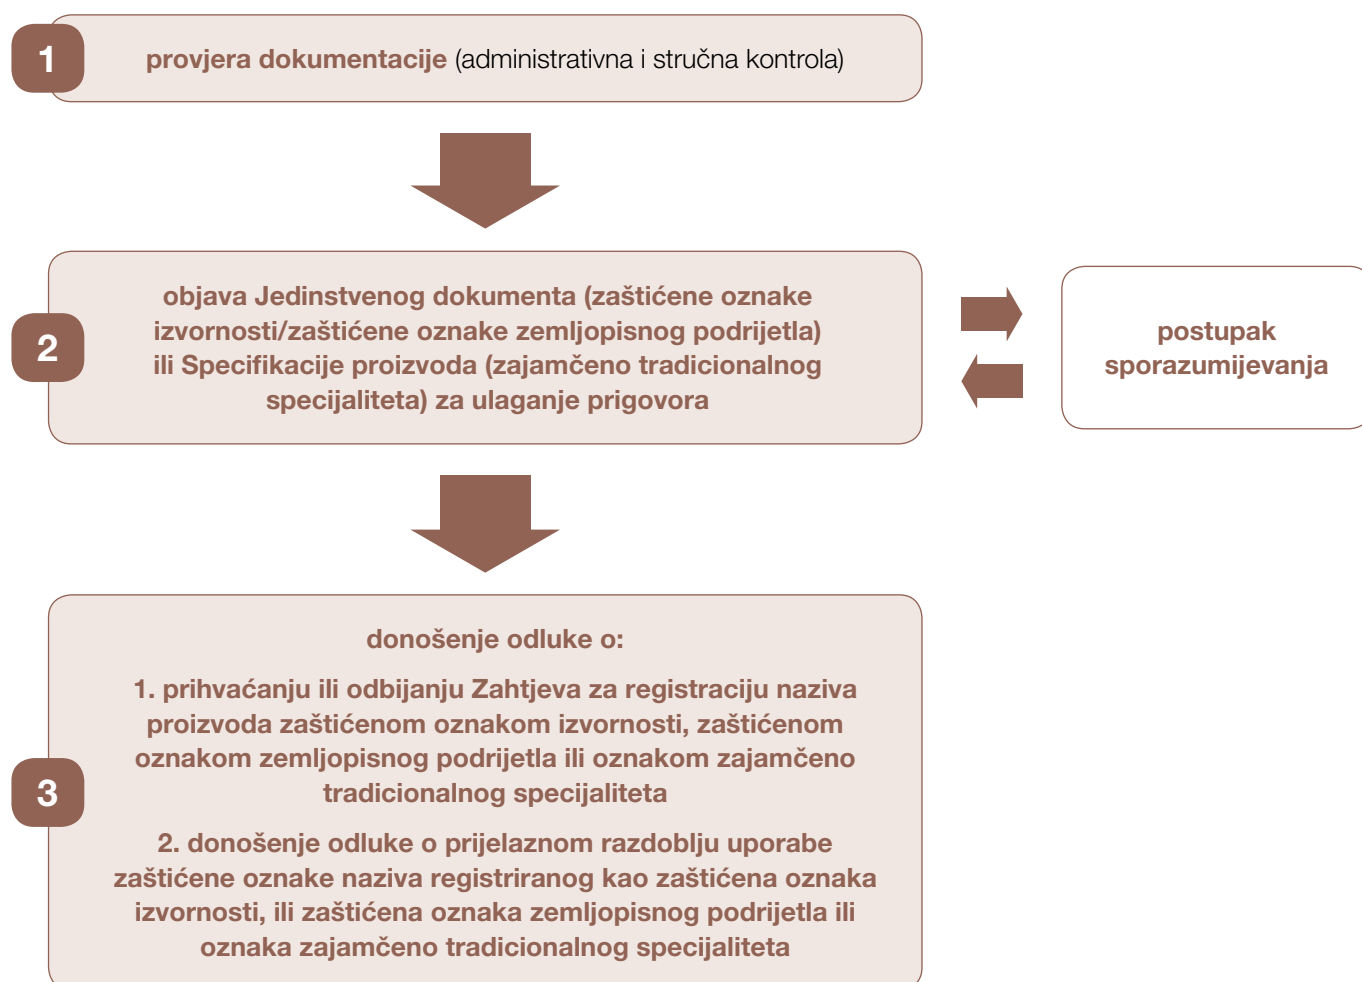 1
provjera dokumentacije (administrativna i stručna kontrola)
2
objava Jedinstvenog dokumenta (zaštićene oznake
izvornosti/zaštićene oznake zemljopisnog podrijetla)
ili Specifikacije proizvoda (zajamčeno tradicionalnog
specijaliteta) za ulaganje prigovora
postupak
sporazumijevanja
3
donošenje odluke o:
1. prihvaćanju ili odbijanju Zahtjeva za registraciju naziva
proizvoda zaštićenom oznakom izvornosti, zaštićenom
oznakom zemljopisnog podrijetla ili oznakom zajamčeno
tradicionalnog specijaliteta
2. donošenje odluke o prijelaznom razdoblju uporabe
zaštićene oznake naziva registriranog kao zaštićena oznaka
izvornosti, ili zaštićena oznaka zemljopisnog podrijetla ili
oznaka zajamčeno tradicionalnog specijaliteta